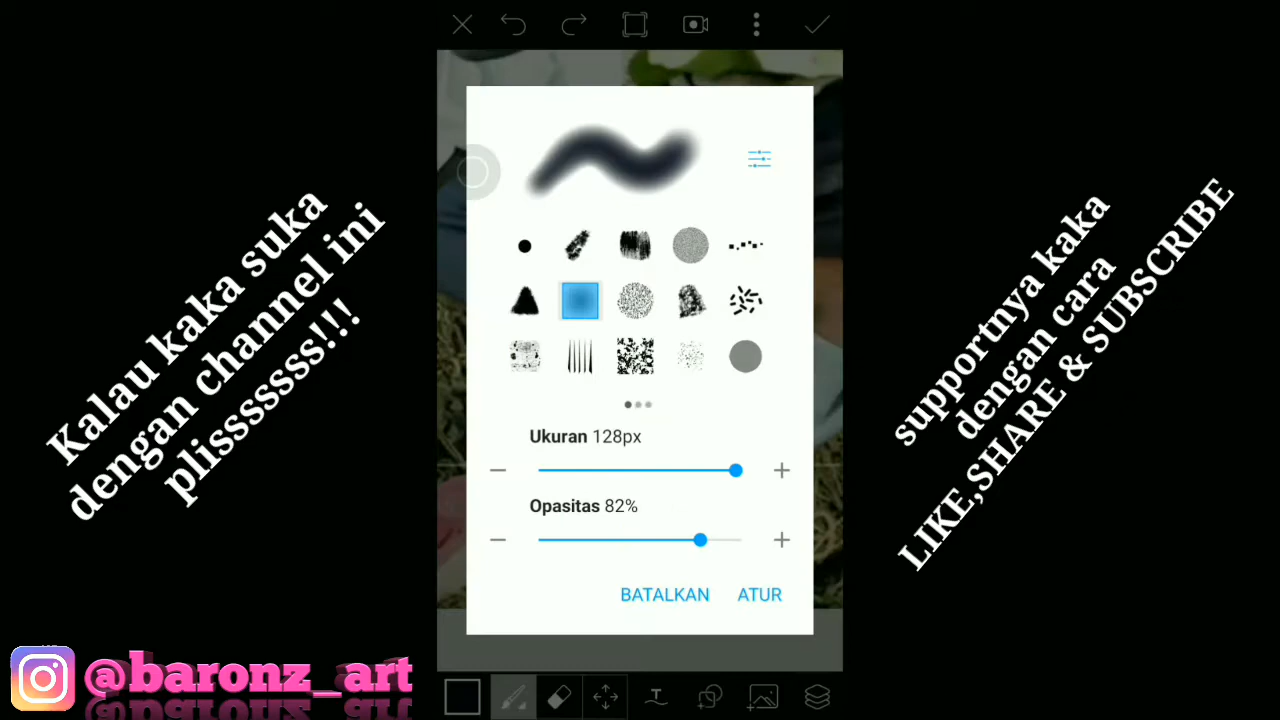 Kalau kaka suka
dengan channel ini
plisssssss!!!
Ukuran 128px
Opasitas 82%
BATALKAN ATUR
supportnya kaka
dengan cara
LIKE,SHARE & SUBSCRIBE
@baronz_art